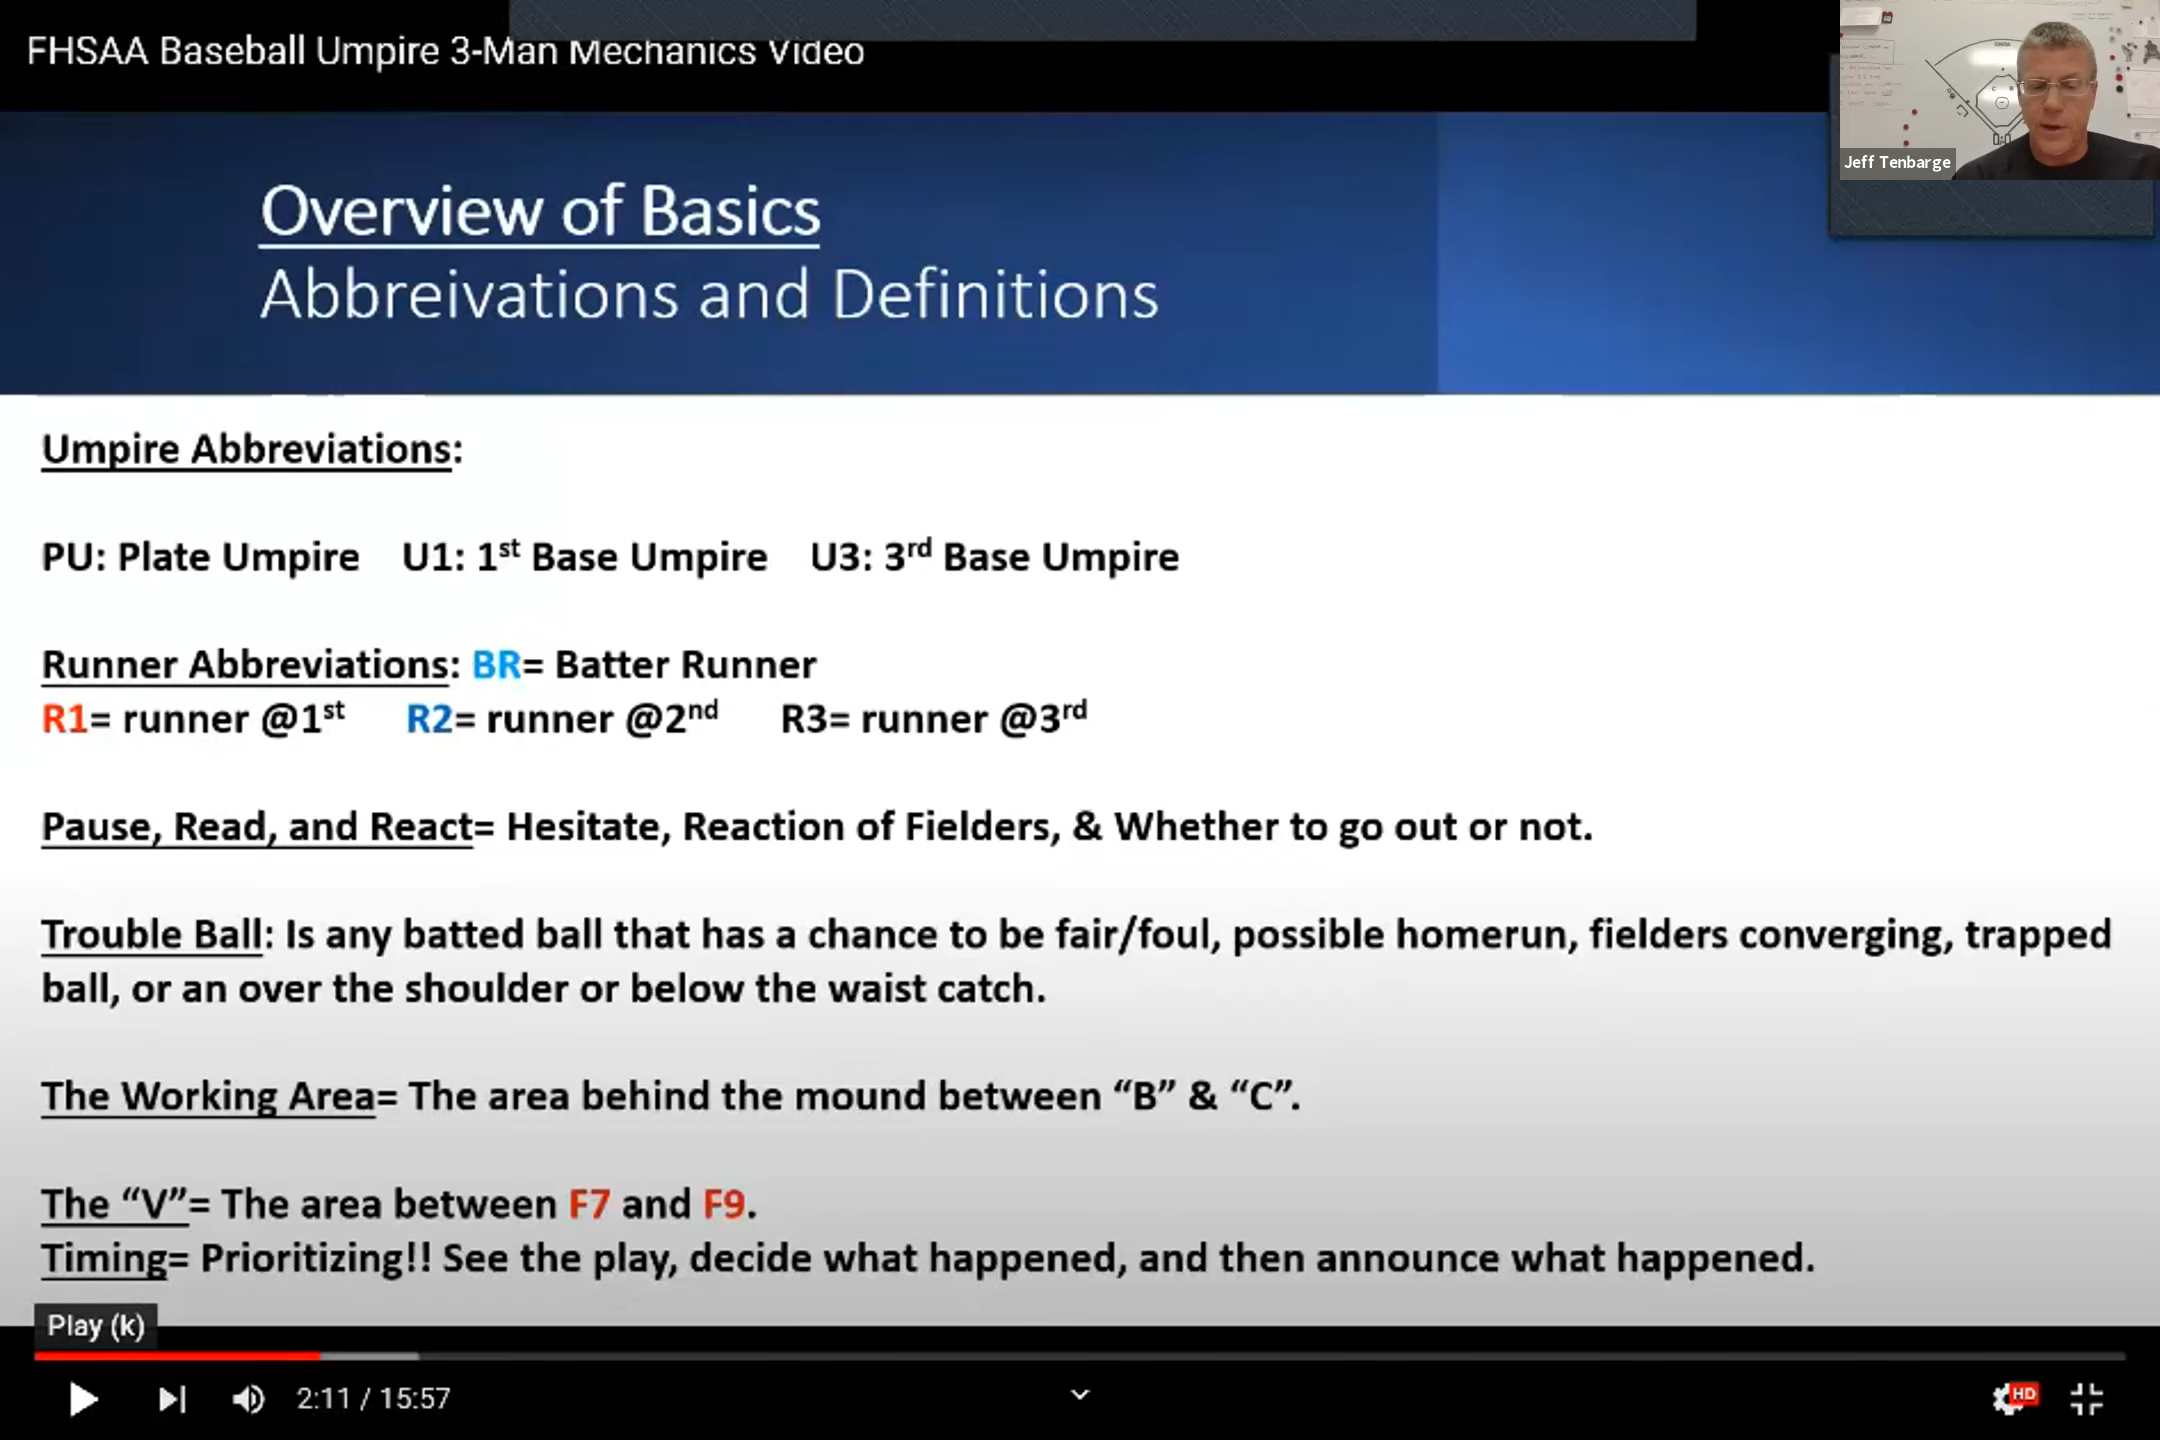 FHSAA Baseball Umpire 3-Man Mechanics Video
Jeff Tenbarge
Overview of Basics
Abbreivations and Definitions
Umpire Abbreviations:
PU: Plate Umpire U1: 1st Base Umpire U3: 3rd Base Umpire
Runner Abbreviations: BR= Batter Runner
R1= runner @1st R2= runner @2nd R3= runner @3rd
Pause, Read, and React= Hesitate, Reaction of Fielders, & Whether to go out or not.
Trouble Ball: Is any batted ball that has a chance to be fair/foul, possible homerun, fielders converging, trapped
ball, or an over the shoulder or below the waist catch.
The Working Area= The area behind the mound between “B” & “C”.
The “V”= The area between F7 and F9.
Timing= Prioritizing!! See the play, decide what happened, and then announce what happened.
Play (k)
2:11 / 15:57
HD